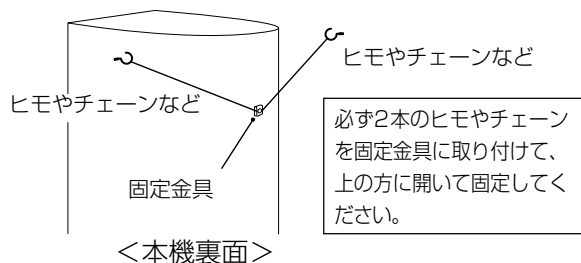 ヒモやチェーンなど
ヒモやチェーンなど
固定金具
必ず2本のヒモやチェーン
を固定金具に取り付けて、
上の方に開いて固定してく
ださい。
＜本機裏面＞